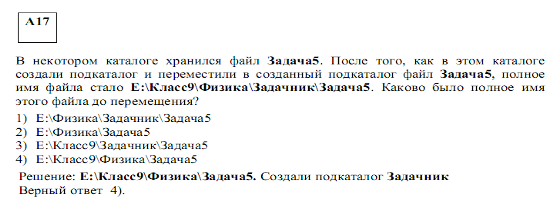 А17
В некотором каталоге хранился файл Задача5. После того, как в этом каталоге
создали подкаталог и переместили в созданный подкаталог файл Задача5, полное
имя файла стало E:\Класс9\Физика\Задачник\Задача5. Каково было полное имя
этого файла до перемещения?
1) E:\Физика\Задачник\Задача5
2) E:\Физика\Задача5
3) E:\Класс9\Задачник\Задача5
4) E:\Класс9\Физика\Задача5
Решение: E:\Класс9\Физика\Задача5. Создали подкаталог Задачник
Верный ответ 4).